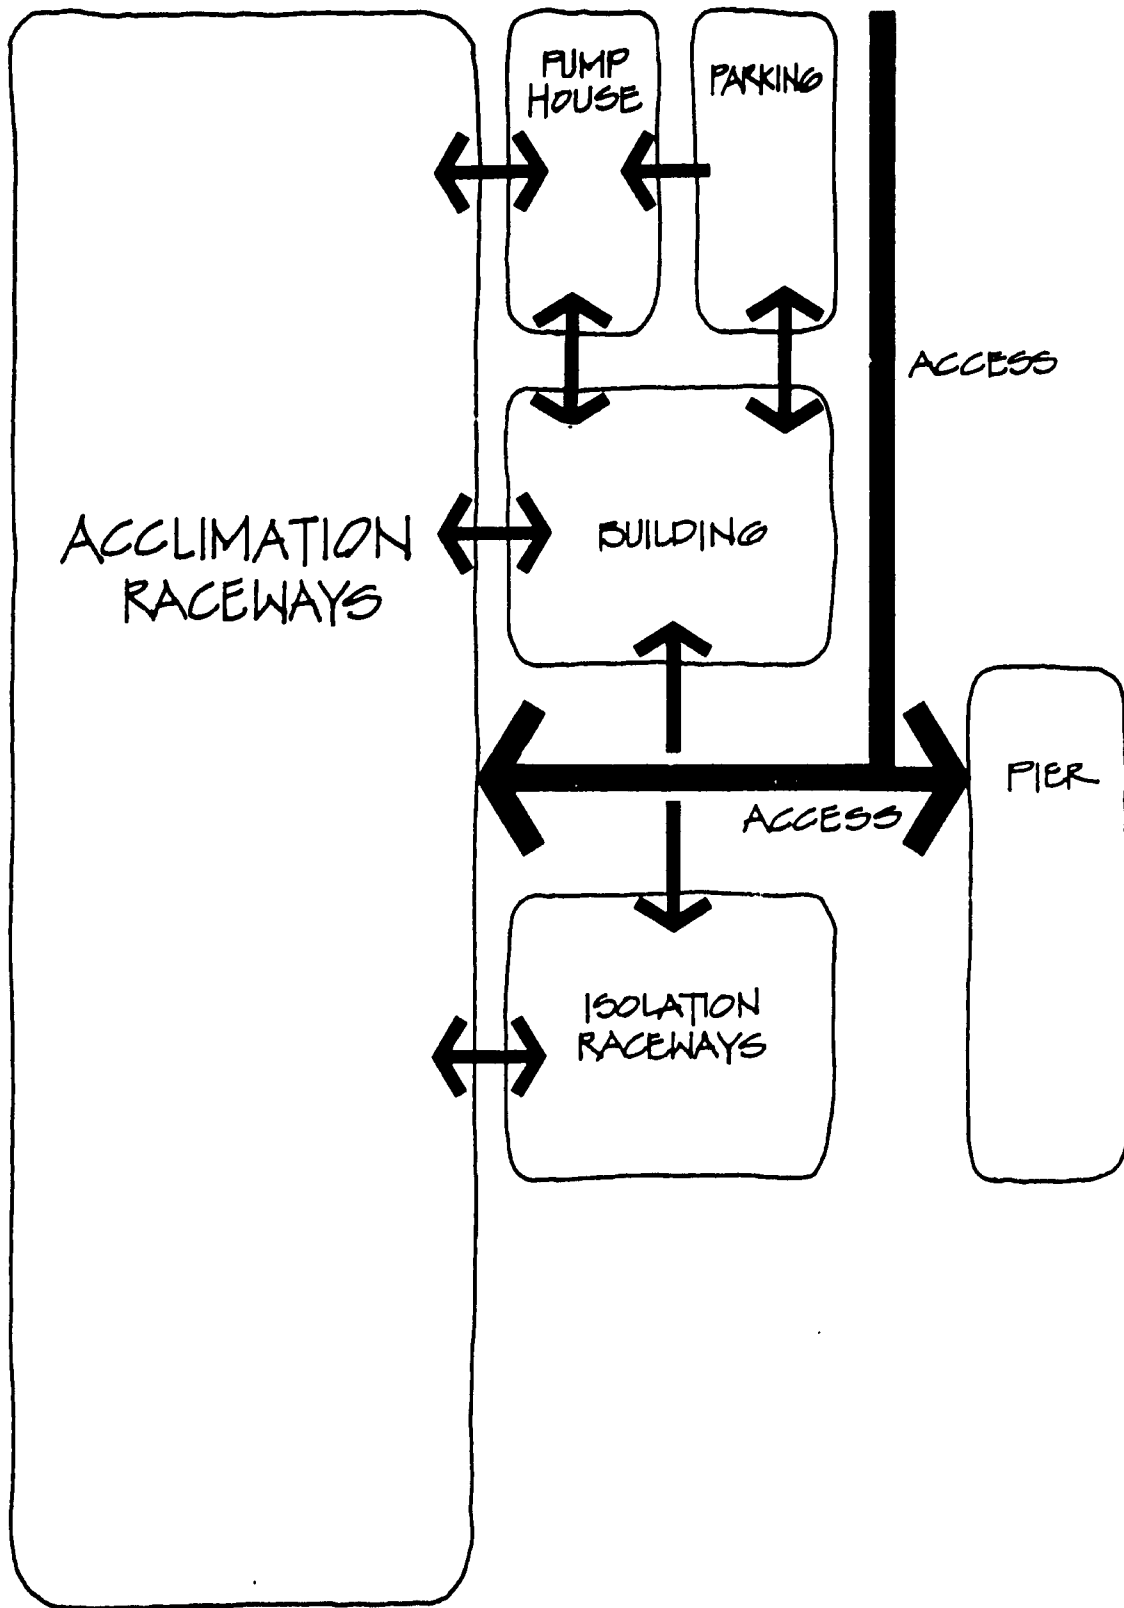 PUMP
HOUSE
PARKING
ACCESS
ACCLIMATION
RACEWAYS
BUILDING
PIER
ACCESS
ISOLATION
RACEWAYS